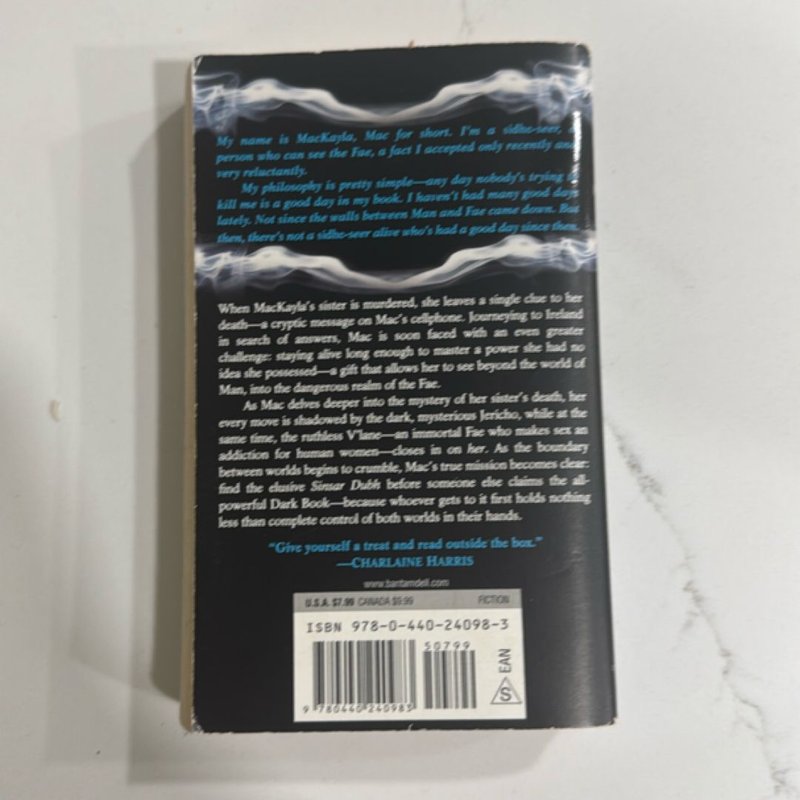 My name is MacKayla, Mac for short. I'm a sidhe-seer, a
person who can see the Fae, a fact I accepted only recently and
very reluctantly.
My philosophy is pretty simple—any day nobody's trying to
kill me is a good day in my book. I haven't had many good days
lately. Not since the walls between Man and Fae came down. But
then, there's not a sidhe-seer alive who's had a good day since then.
When MacKayla's sister is murdered, she leaves a single clue to her
death—a cryptic message on Mac's cellphone. Journeying to Ireland
in search of answers, Mac is soon faced with an even greater
challenge: staying alive long enough to master a power she had no
idea she possessed—a gift that allows her to see beyond the world of
Man, into the dangerous realm of the Fae.
As Mac delves deeper into the mystery of her sister's death, her
every move is shadowed by the dark, mysterious Jericho, while at the
same time, the ruthless V'lane—an immortal Fae who makes sex an
addiction for human women—closes in on her. As the boundary
between worlds begins to crumble, Mac's true mission becomes clear:
find the elusive Sinsar Dubh before someone else claims the all-
powerful Dark Book—because whoever gets to it first holds nothing
less than complete control of both worlds in their hands.
"Give yourself a treat and read outside the box."
—CHARLAINE HARRIS
www.bantamdell.com
U.S.A. $7.99 CANADA $9.99 FICTION
ISBN 978-0-440-24098-3
50799
EAN
S
9 780440 240983